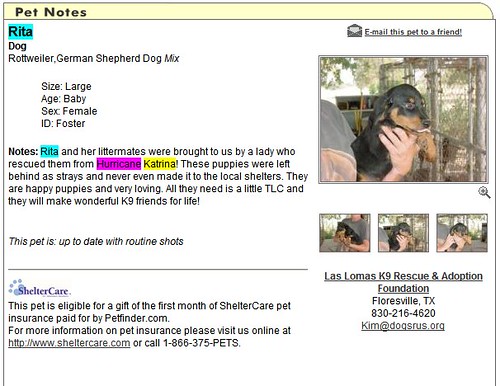 Pet Notes
Rita
Dog
Rottweiler,German Shepherd Dog Mix
Size: Large
Age: Baby
Sex: Female
ID: Foster
Notes: Rita and her littermates were brought to us by a lady who
rescued them from Hurricane Katrina! These puppies were left
behind as strays and never even made it to the local shelters. They
are happy puppies and very loving. All they need is a little TLC and
they will make wonderful K9 friends for life!
This pet is: up to date with routine shots
ShelterCare
This pet is eligible for a gift of the first month of ShelterCare pet
insurance paid for by Petfinder.com.
For more information on pet insurance please visit us online at
http://www.sheltercare.com or call 1-866-375-PETS.
E-mail this pet to a friend!
Las Lomas K9 Rescue & Adoption
Foundation
Floresville, TX
830-216-4620
Kim@dogsrus.org